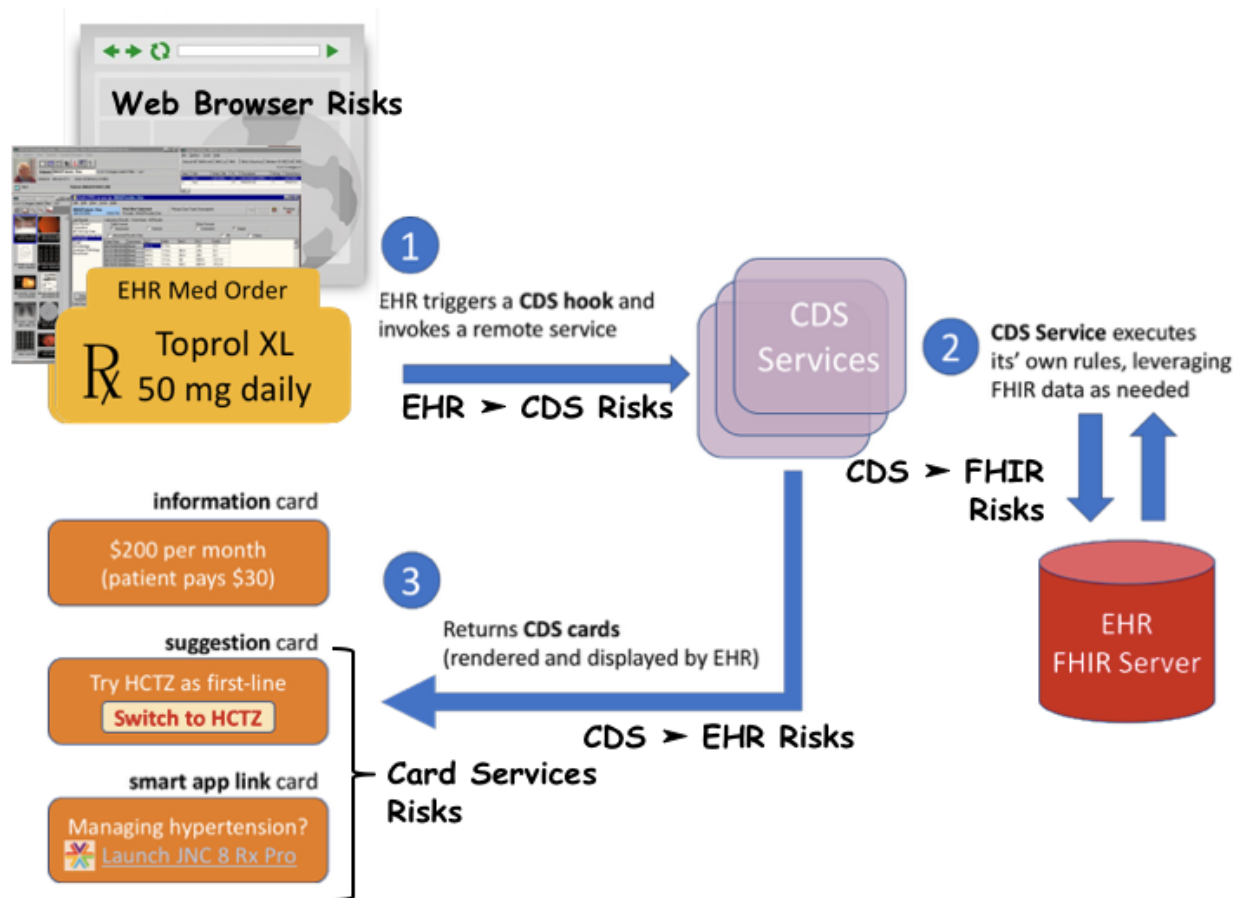 Web Browser Risks
EHR Med Order
Rx
Toprol XL
50 mg daily
1
EHR triggers a CDS hook and
invokes a remote service
EHR ➤ CDS Risks
CDS
Services
2
CDS Service executes
its' own rules, leveraging
FHIR data as needed
CDS ➤ FHIR
Risks
EHR
FHIR Server
3
Returns CDS cards
(rendered and displayed by EHR)
CDS ➤ EHR Risks
information card
$200 per month
(patient pays $30)
suggestion card
Try HCTZ as first-line
Switch to HCTZ
smart app link card
Managing hypertension?
Launch JNC 8 Rx Pro
Card Services
Risks